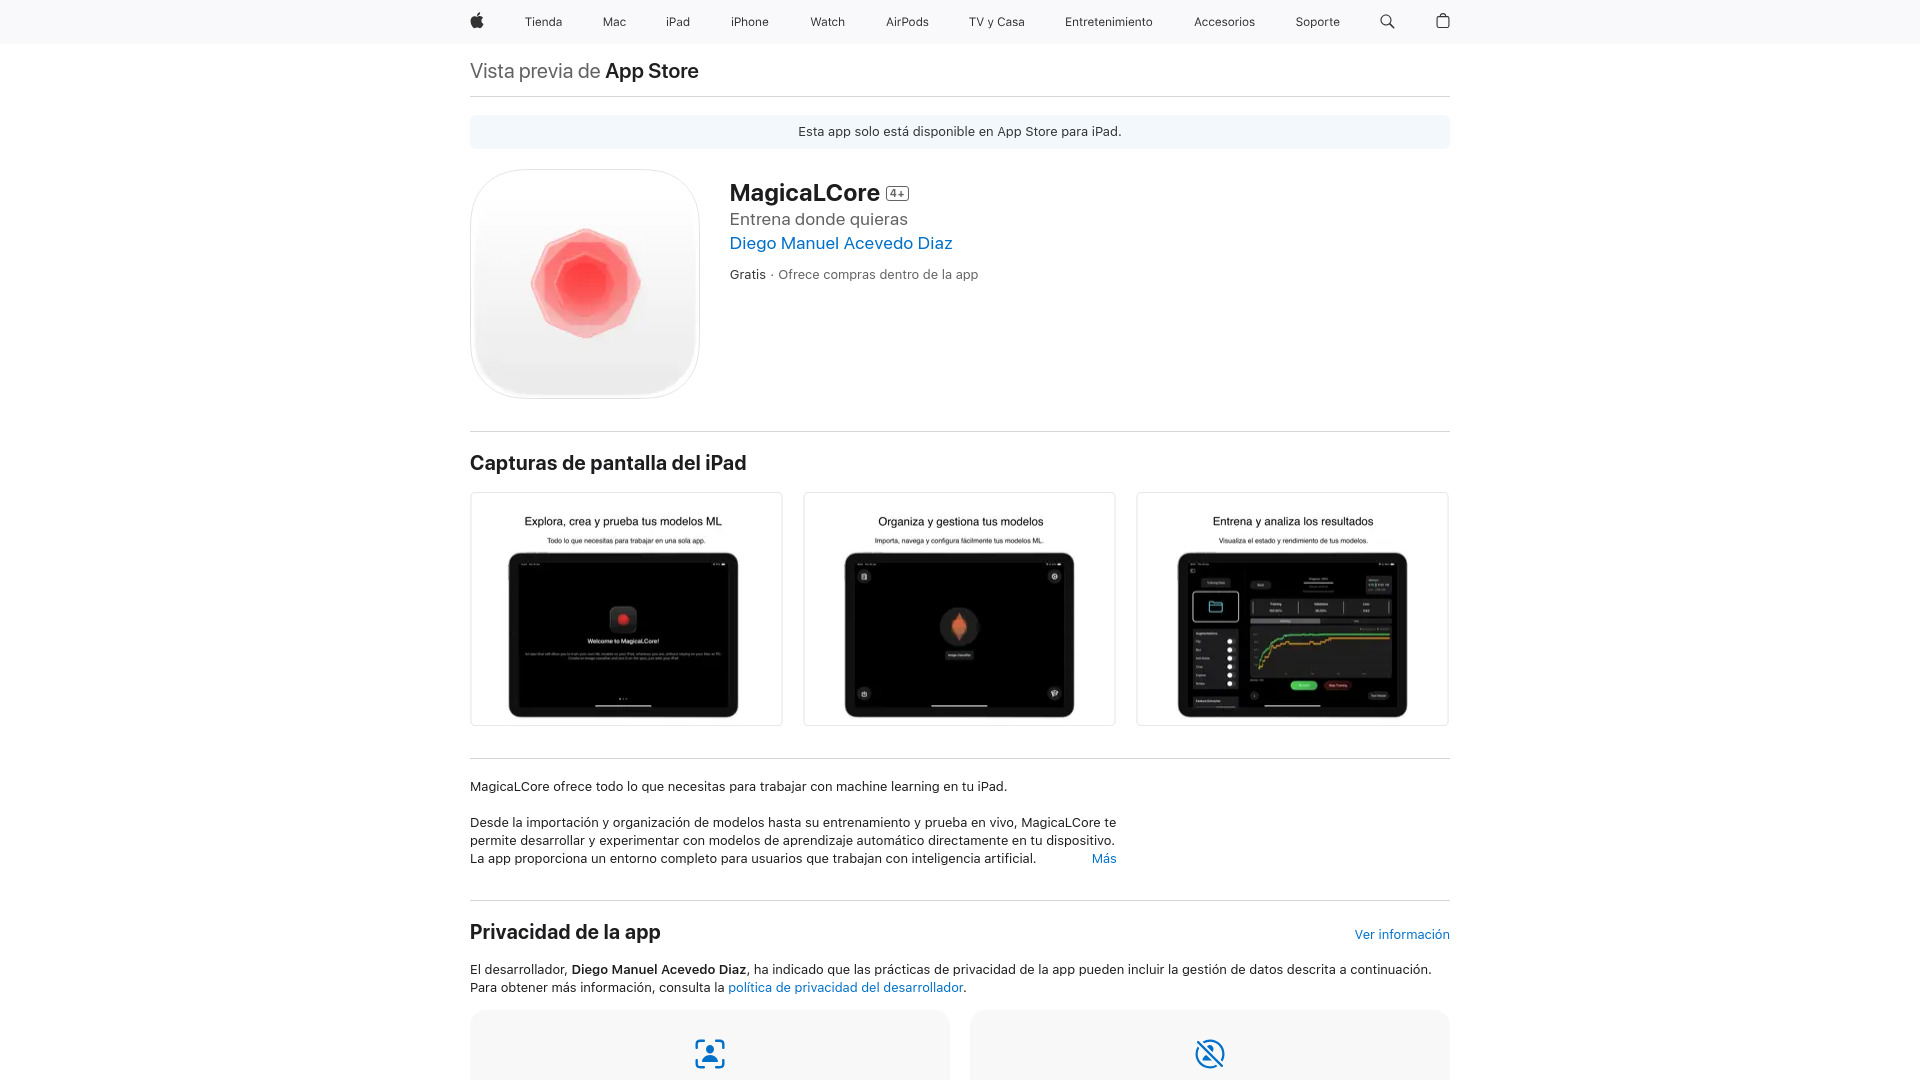 Tienda Mac iPad iPhone Watch AirPods TV y Casa Entretenimiento Accesorios Soporte
Vista previa de App Store
Esta app solo está disponible en App Store para iPad.
MagicaLCore 4+
Entrena donde quieras
Diego Manuel Acevedo Diaz
Gratis · Ofrece compras dentro de la app
Capturas de pantalla del iPad
Explora, crea y prueba tus modelos ML
Todo lo que necesitas para trabajar en una sola app.
Welcome to MagicaLCore!
Organiza y gestiona tus modelos
Importa, navega y configura fácilmente tus modelos ML.
Image Classifier
Entrena y analiza los resultados
Visualiza el estado y rendimiento de tus modelos.
MagicaLCore ofrece todo lo que necesitas para trabajar con machine learning en tu iPad.
Desde la importación y organización de modelos hasta su entrenamiento y prueba en vivo, MagicaLCore te
permite desarrollar y experimentar con modelos de aprendizaje automático directamente en tu dispositivo.
La app proporciona un entorno completo para usuarios que trabajan con inteligencia artificial. Más
Privacidad de la app
Ver información
El desarrollador, Diego Manuel Acevedo Diaz, ha indicado que las prácticas de privacidad de la app pueden incluir la gestión de datos descrita a continuación.
Para obtener más información, consulta la política de privacidad del desarrollador.